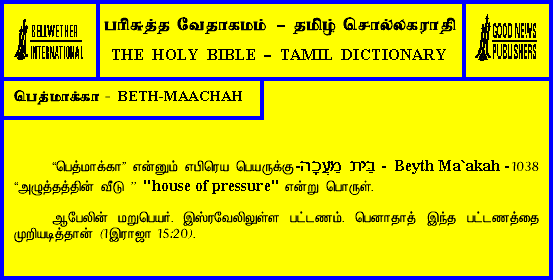 BELLWETHER
INTERNATIONAL
பரிசுத்த வேதாகமம் – தமிழ் சொல்லகராதி
THE HOLY BIBLE – TAMIL DICTIONARY
GOOD NEWS
PUBLISHERS
பெத்மாக்கா - BETH-MAACHAH
“பெத்மாக்கா” என்னும் எபிரெய பெயருக்கு-בֵּית מַעֲכָה - Beyth Ma`akah -1038
“அழுத்தத்தின் வீடு ” "house of pressure" என்று பொருள்.
ஆபேலின் மறுபெயர். இஸ்ரவேலிலுள்ள பட்டணம். பெனாதாத் இந்த பட்டணத்தை
முறியடித்தான் (1இராஜா 15:20).